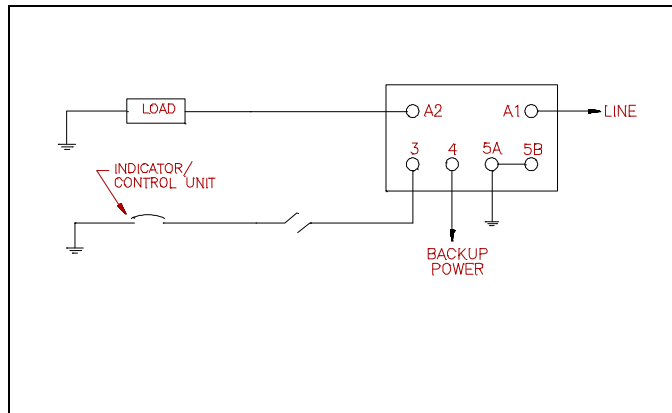 LOAD
A2
A1
LINE
3
4
5A
5B
INDICATOR/
CONTROL UNIT
BACKUP
POWER